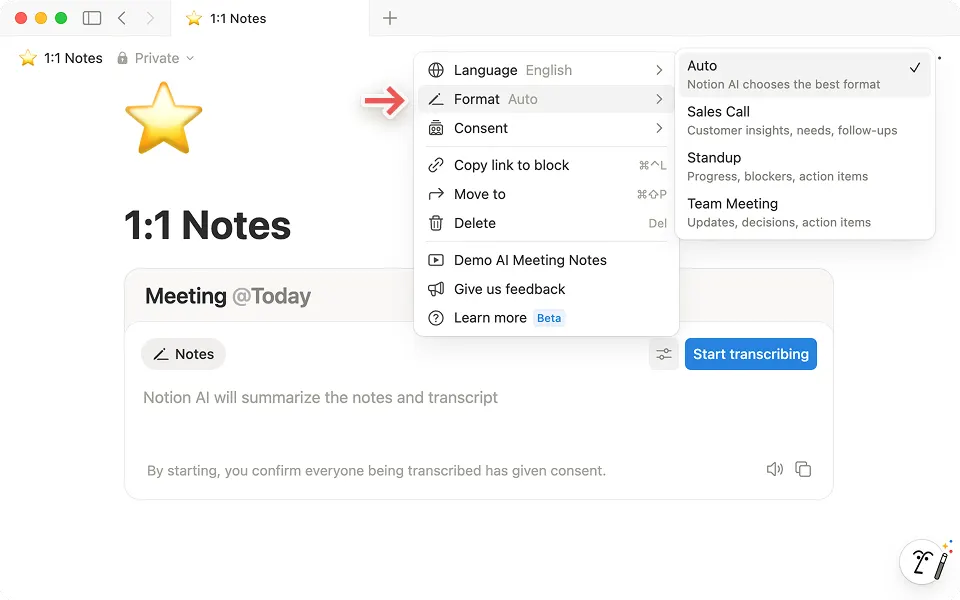 1:1 Notes
1:1 Notes
Private
Language English
Format Auto
Consent
Copy link to block ⌘^L
Move to ⌘⇧P
Delete Del
Demo AI Meeting Notes
Give us feedback
Learn more Beta
Auto
Notion AI chooses the best format
Sales Call
Customer insights, needs, follow-ups
Standup
Progress, blockers, action items
Team Meeting
Updates, decisions, action items
1:1 Notes
Meeting @Today
Notes
Start transcribing
Notion AI will summarize the notes and transcript
By starting, you confirm everyone being transcribed has given consent.